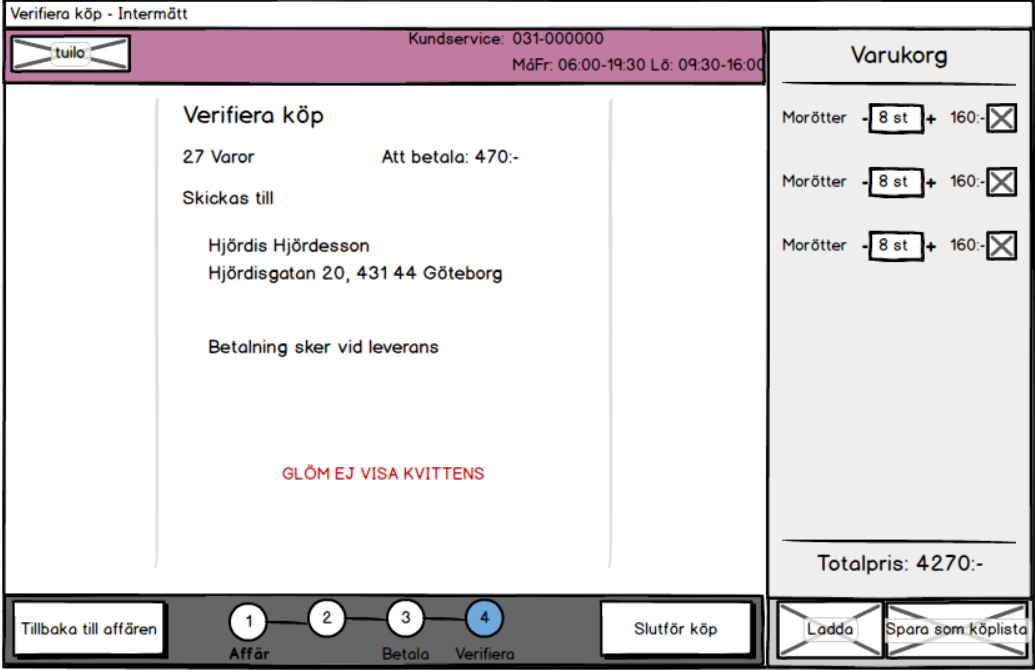 Verifiera köp - Intermätt
tuilo
Kundservice: 031-000000
MåFr: 06:00-19:30 Lö: 09:30-16:00
Verifiera köp
27 Varor Att betala: 470:-
Skickas till
Hjördis Hjördesson
Hjördisgatan 20, 431 44 Göteborg
Betalning sker vid leverans
GLÖM EJ VISA KVITTENS
Varukorg
Morötter - 8 st + 160:-
Morötter - 8 st + 160:-
Morötter - 8 st + 160:-
Totalpris: 4270:-
Tillbaka till affären
1 2 3 4
Affär Betala Verifiera
Slutför köp
Ladda
Spara som köplista